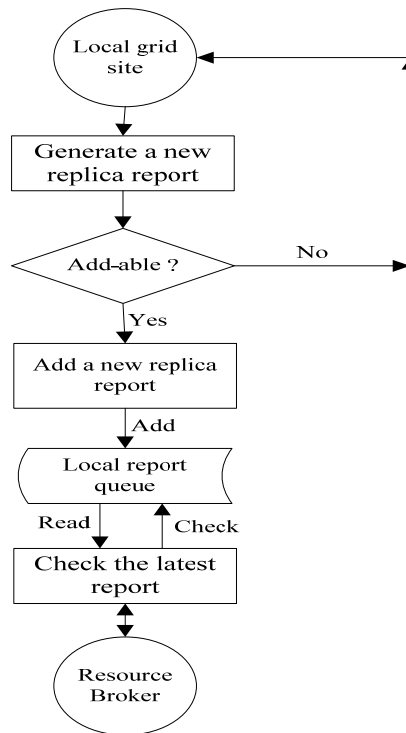 Local grid
site
Generate a new
replica report
Add-able ?
No
Yes
Add a new replica
report
Add
Local report
queue
Read
Check
Check the latest
report
Resource
Broker